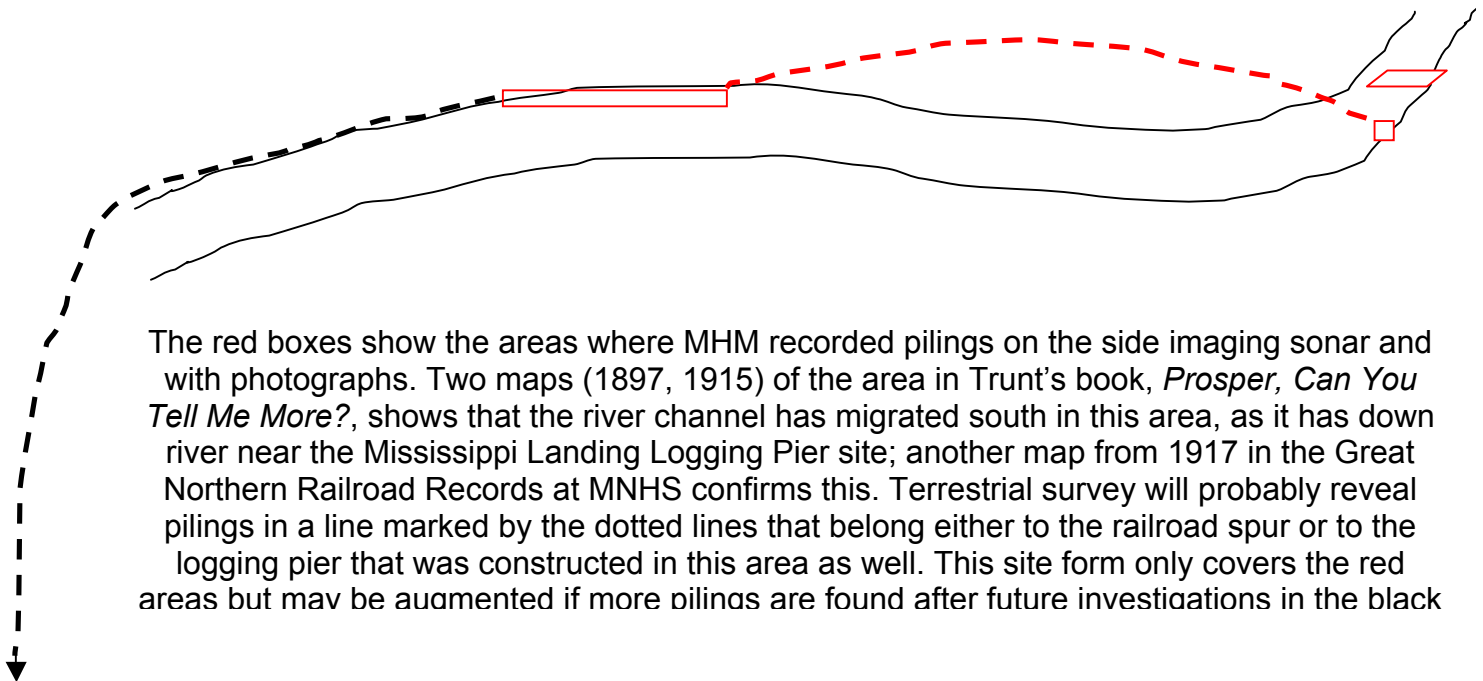 The red boxes show the areas where MHM recorded pilings on the side imaging sonar and
with photographs. Two maps (1897, 1915) of the area in Trunt’s book, Prosper, Can You
Tell Me More?, shows that the river channel has migrated south in this area, as it has down
river near the Mississippi Landing Logging Pier site; another map from 1917 in the Great
Northern Railroad Records at MNHS confirms this. Terrestrial survey will probably reveal
pilings in a line marked by the dotted lines that belong either to the railroad spur or to the
logging pier that was constructed in this area as well. This site form only covers the red
areas but may be augmented if more pilings are found after future investigations in the black